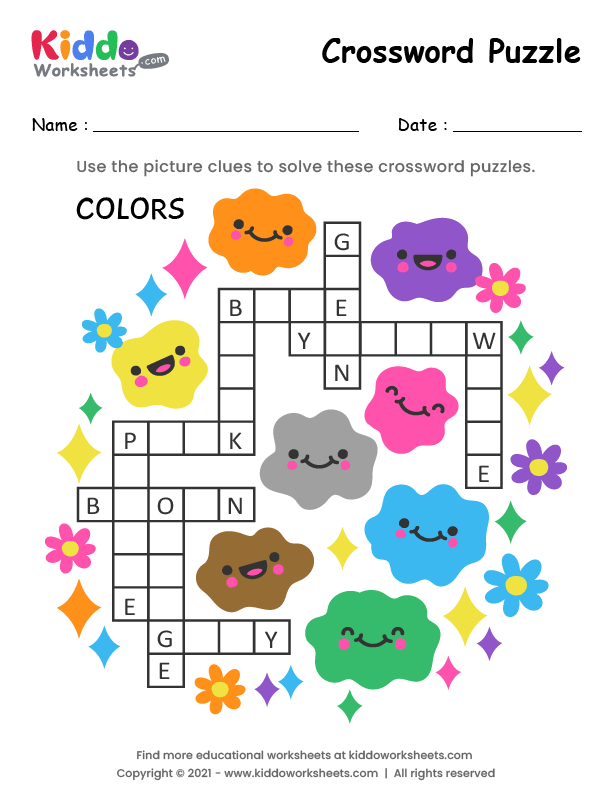 Kiddo
Worksheets.com
Crossword Puzzle
Name :
Date :
Use the picture clues to solve these crossword puzzles.
COLORS
G
B E
Y W
N
P K
E
B O N
E
G Y
E
Find more educational worksheets at kiddoworksheets.com
Copyright © 2021 - www.kiddoworksheets.com | All rights reserved